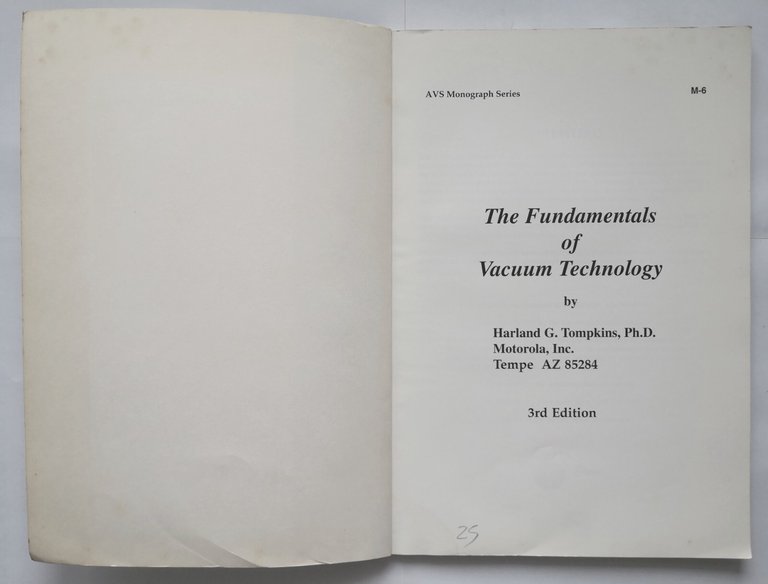 AVS Monograph Series
M-6
The Fundamentals
of
Vacuum Technology
by
Harland G. Tompkins, Ph.D.
Motorola, Inc.
Tempe AZ 85284
3rd Edition
25